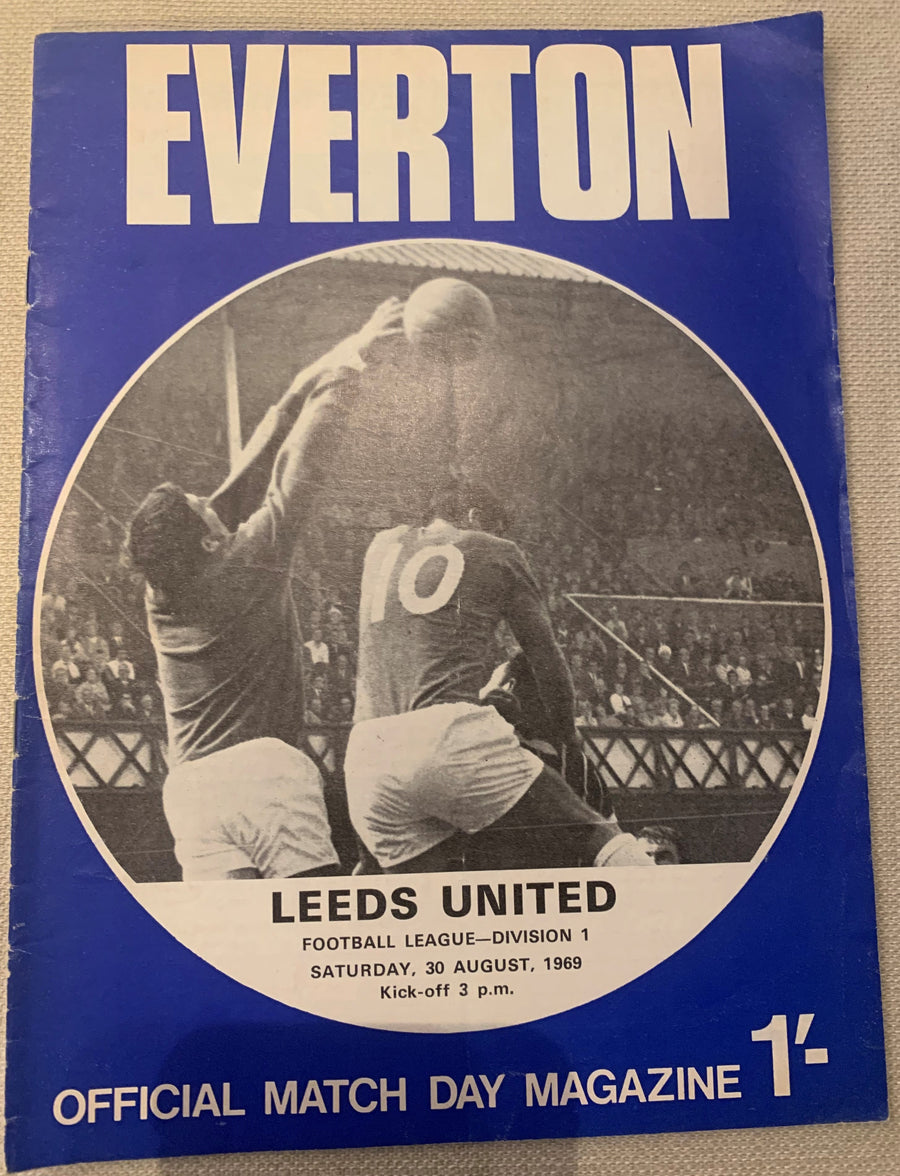 EVERTON
10
LEEDS UNITED
FOOTBALL LEAGUE—DIVISION 1
SATURDAY, 30 AUGUST, 1969
Kick-off 3 p.m.
OFFICIAL MATCH DAY MAGAZINE 1/-